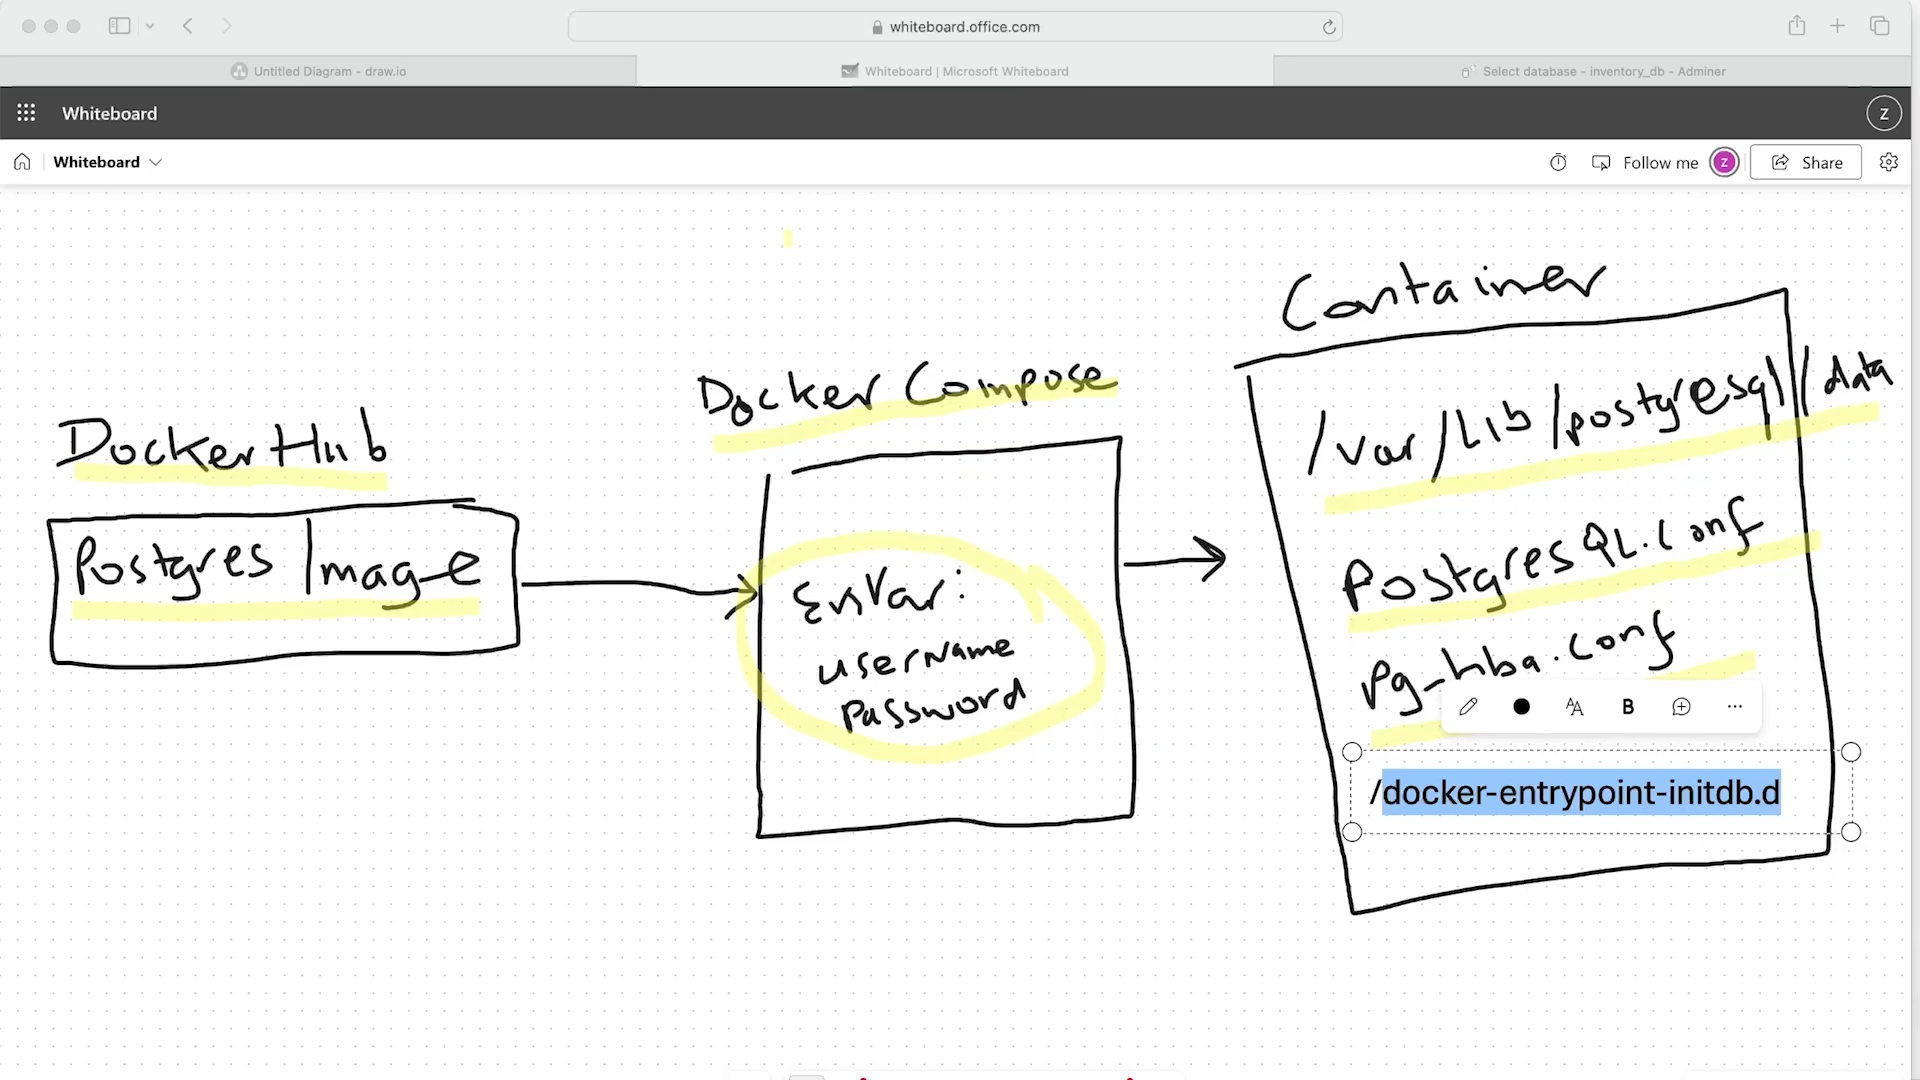 whiteboard.office.com
Untitled Diagram - draw.io
Whiteboard | Microsoft Whiteboard
Select database - inventory_db - Adminer
Whiteboard
Z
Whiteboard
Follow me
Z
Share
Docker Hub
Postgres Image
Docker Compose
EnVar:
username
Password
Container
/var/Lib/postgresql/data
PostgresQL.conf
Pg_hba.conf
B
/docker-entrypoint-initdb.d